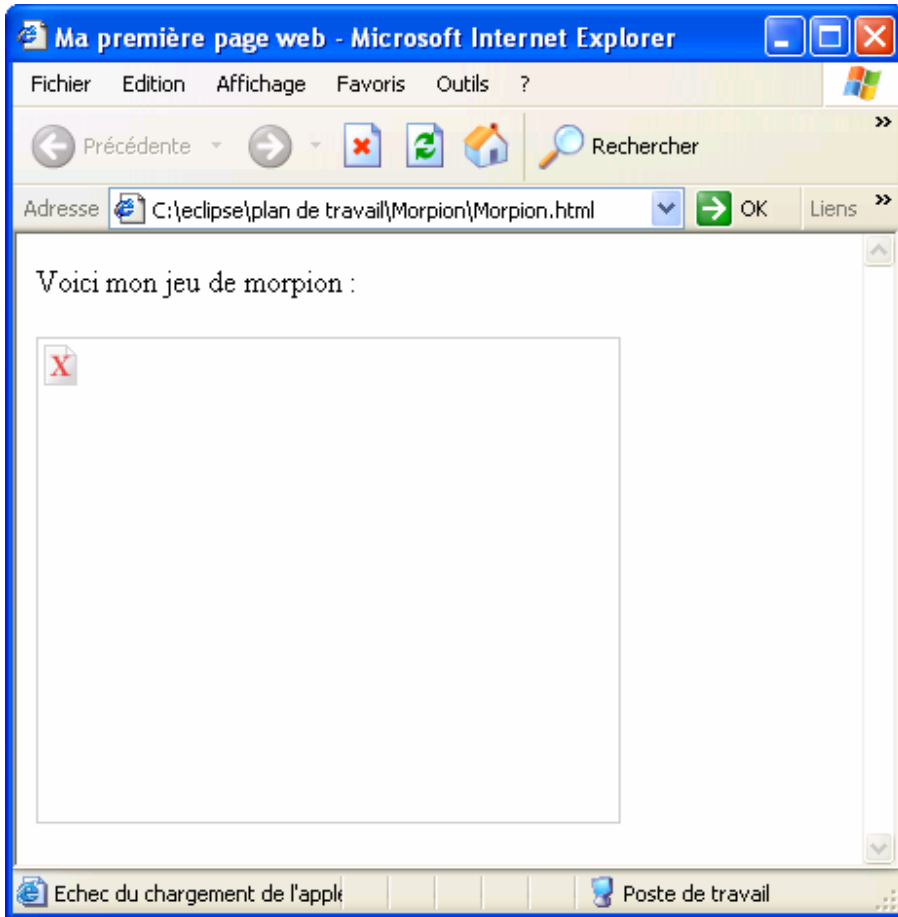 Ma première page web - Microsoft Internet Explorer
Fichier Edition Affichage Favoris Outils ?
Précédente Rechercher »
Adresse C:\eclipse\plan de travail\Morpion\Morpion.html OK Liens »
Voici mon jeu de morpion :
Echec du chargement de l'apple Poste de travail